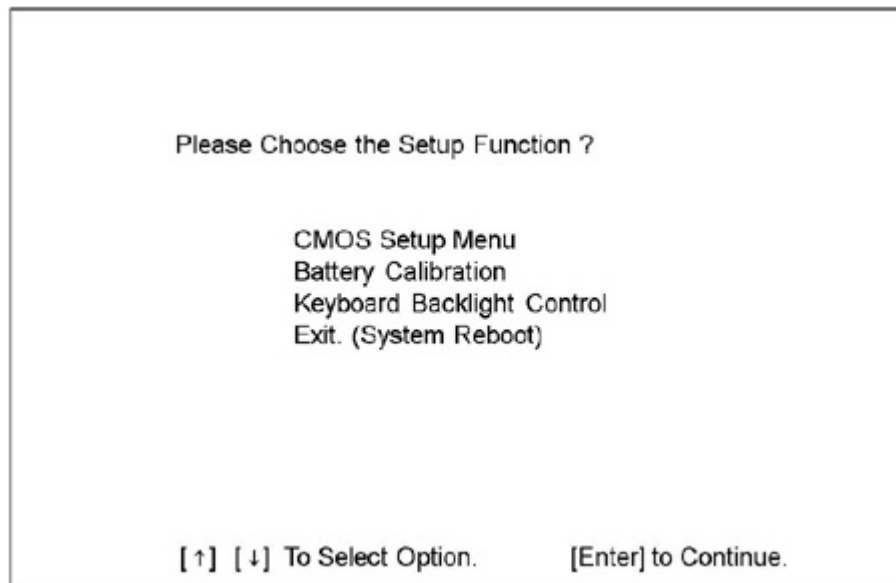 Please Choose the Setup Function ?
CMOS Setup Menu
Battery Calibration
Keyboard Backlight Control
Exit. (System Reboot)
[↑] [↓] To Select Option. [Enter] to Continue.